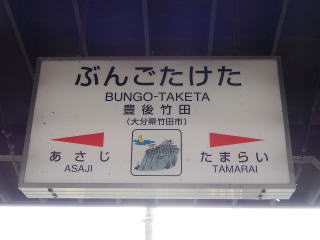 ぶんごたけた
BUNGO-TAKETA
豊後竹田
(大分県竹田市)
あさじ
ASAJI
たまらい
TAMARAI